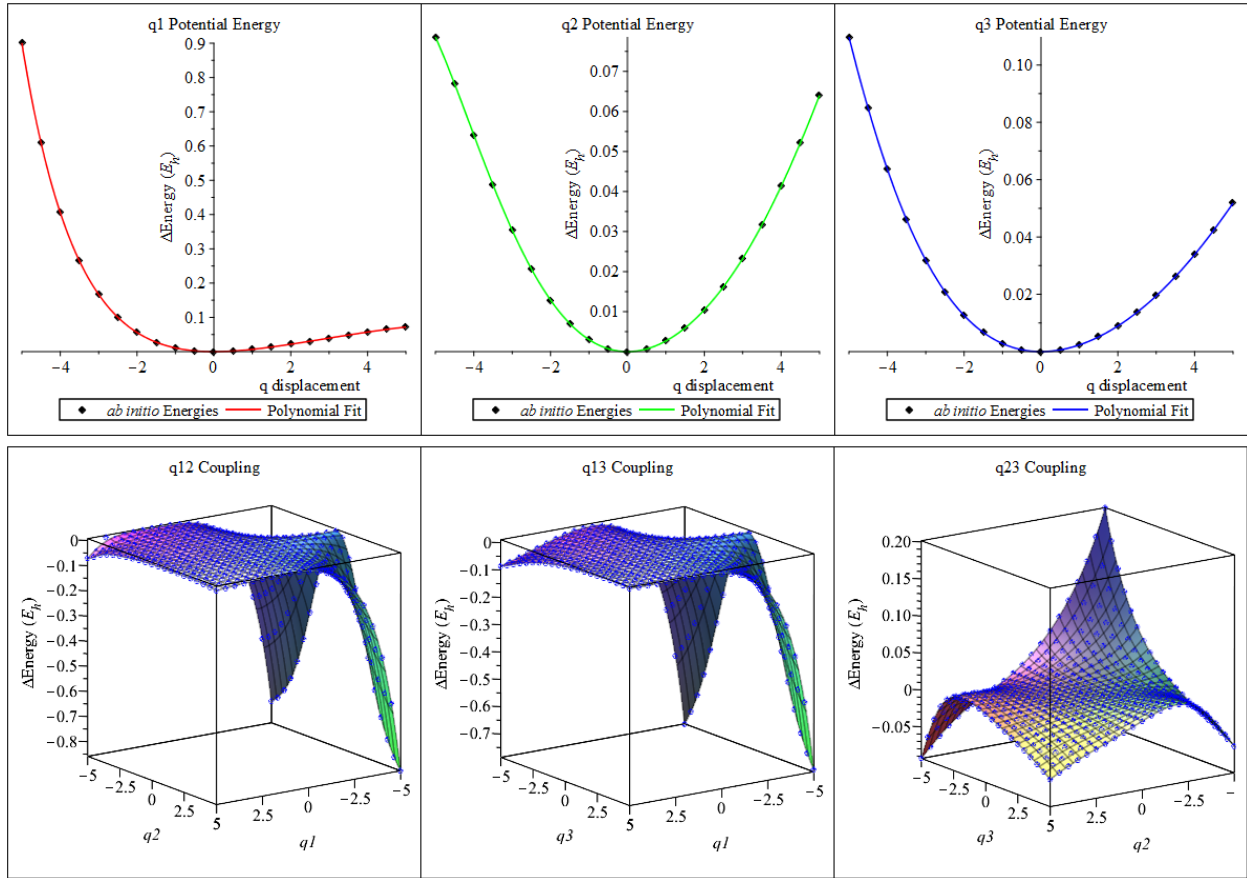 q1 Potential Energy
0.9
0.8
0.7
0.6
0.5
0.4
0.3
0.2
0.1
ΔEnergy (E_h)
−4 −2 0 2 4
q displacement
ab initio Energies Polynomial Fit
q2 Potential Energy
0.07
0.06
0.05
0.04
0.03
0.02
0.01
ΔEnergy (E_h)
−4 −2 0 2 4
q displacement
ab initio Energies Polynomial Fit
q3 Potential Energy
0.10
0.08
0.06
0.04
0.02
ΔEnergy (E_h)
−4 −2 0 2 4
q displacement
ab initio Energies Polynomial Fit
q12 Coupling
0
−0.1
−0.2
−0.3
−0.4
−0.5
−0.6
−0.7
−0.8
ΔEnergy (E_h)
−5 −2.5 0 2.5 5
q2
2.5 0 −2.5 −5
q1
q13 Coupling
0
−0.1
−0.2
−0.3
−0.4
−0.5
−0.6
−0.7
ΔEnergy (E_h)
−5 −2.5 0 2.5 5
q3
2.5 0 −2.5 −5
q1
q23 Coupling
0.20
0.15
0.10
0.05
0
−0.05
ΔEnergy (E_h)
−5 −2.5 0 2.5 5
q3
2.5 0 −2.5 −5
q2